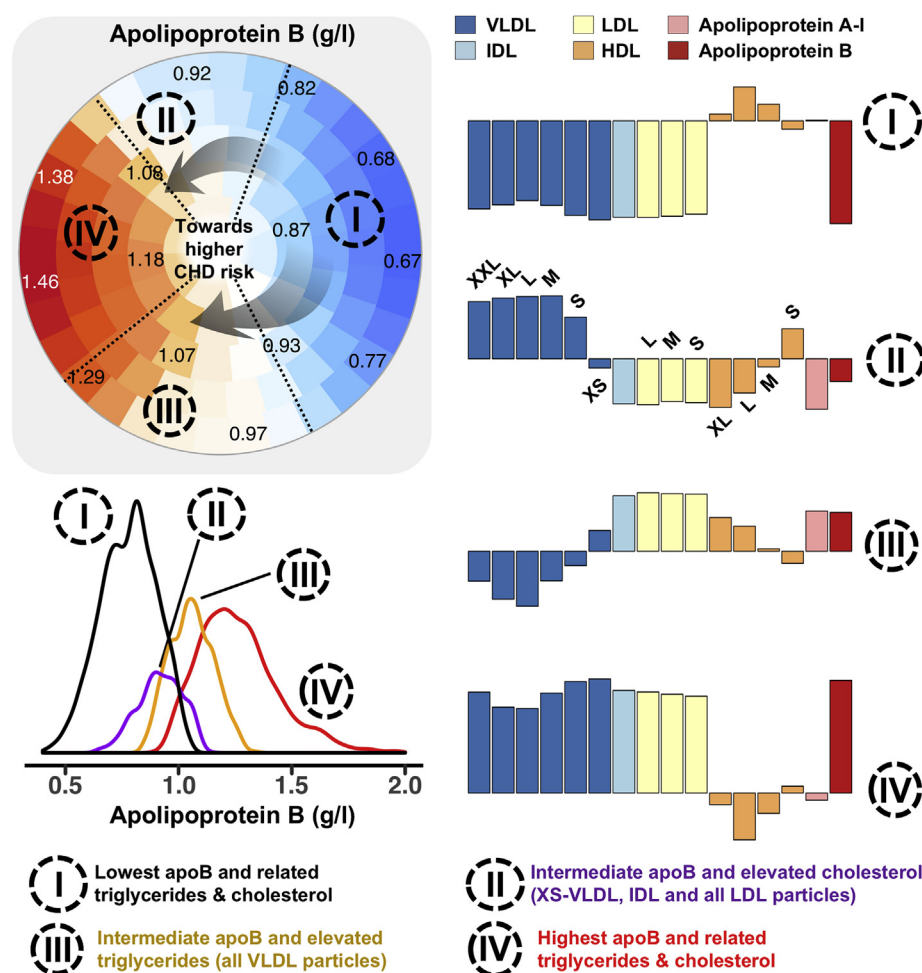 Apolipoprotein B (g/l)
0.92
0.82
II
0.68
1.08
1.38
I
IV
0.87
Towards
higher
CHD risk
1.18
0.67
1.46
0.93
1.07
0.77
1.29
III
0.97
VLDL
LDL
Apolipoprotein A-I
IDL
HDL
Apolipoprotein B
I
XXL
XL
L
M
S
XS
L
M
S
XL
L
M
S
II
III
IV
I
II
III
IV
0.5
1.0
1.5
2.0
Apolipoprotein B (g/l)
I
Lowest apoB and related
triglycerides & cholesterol
II
Intermediate apoB and elevated cholesterol
(XS-VLDL, IDL and all LDL particles)
III
Intermediate apoB and elevated
triglycerides (all VLDL particles)
IV
Highest apoB and related
triglycerides & cholesterol